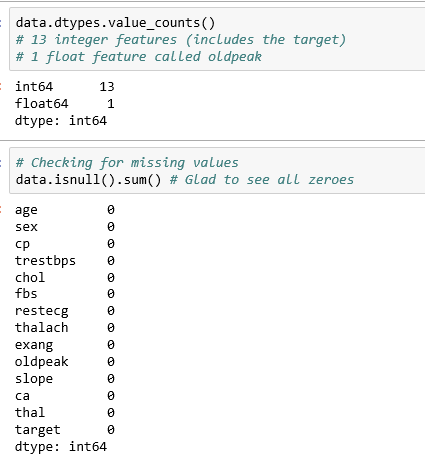 data.dtypes.value_counts()
# 13 integer features (includes the target)
# 1 float feature called oldpeak
int64 13
float64 1
dtype: int64
# Checking for missing values
data.isnull().sum() # Glad to see all zeroes
age 0
sex 0
cp 0
trestbps 0
chol 0
fbs 0
restecg 0
thalach 0
exang 0
oldpeak 0
slope 0
ca 0
thal 0
target 0
dtype: int64